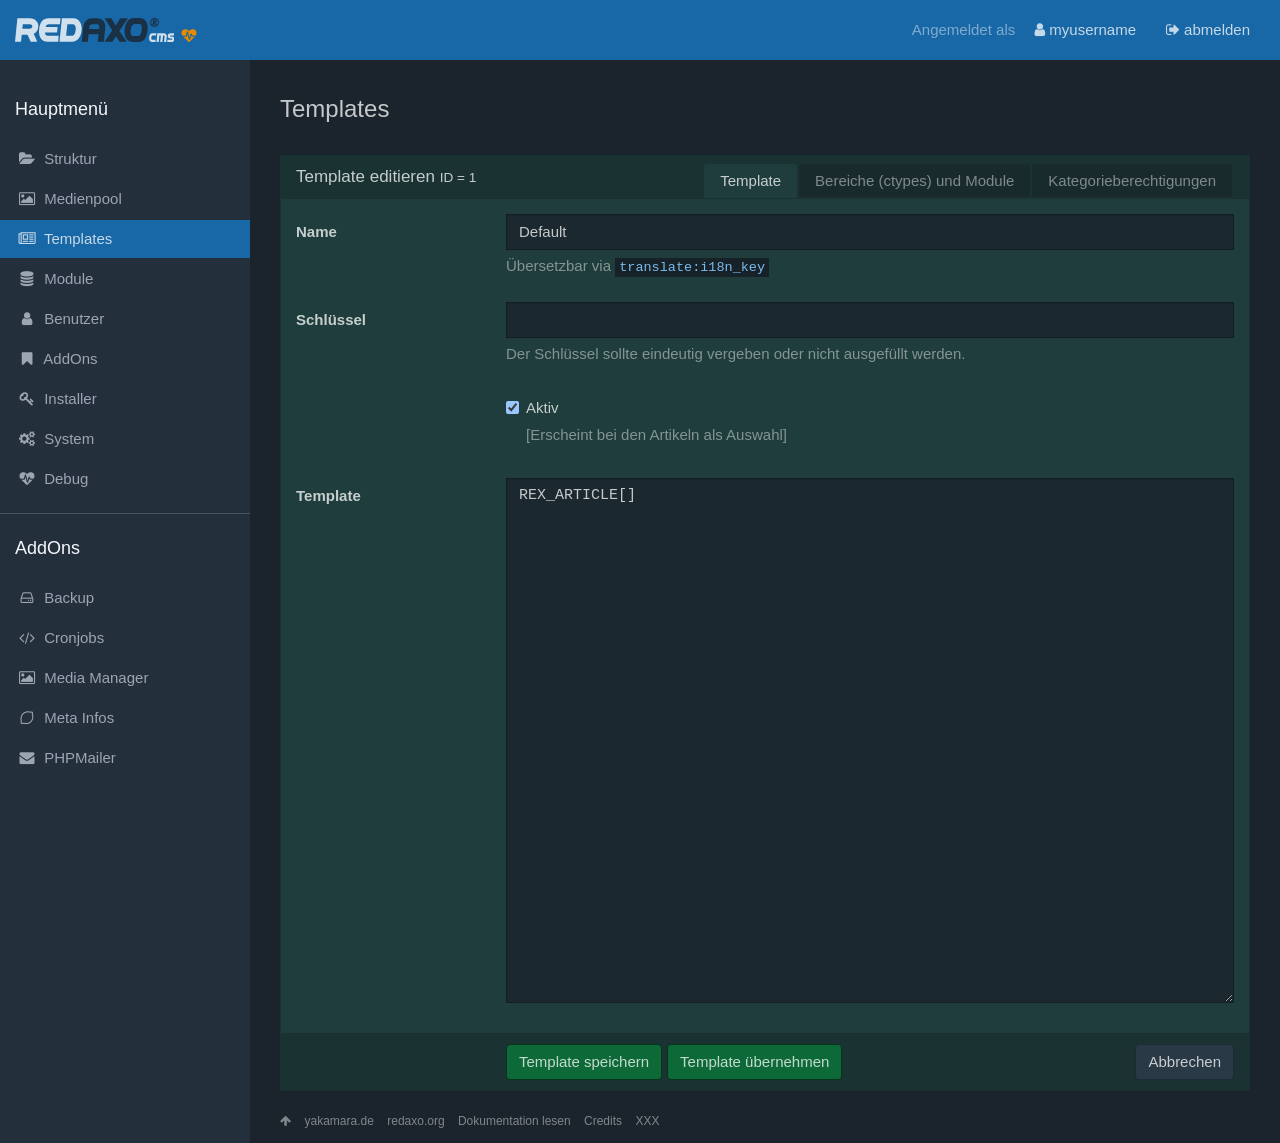 REDAXO® cms
Angemeldet als myusername abmelden
Hauptmenü
Struktur
Medienpool
Templates
Module
Benutzer
AddOns
Installer
System
Debug
AddOns
Backup
Cronjobs
Media Manager
Meta Infos
PHPMailer
Templates
Template editieren ID = 1
Template Bereiche (ctypes) und Module Kategorieberechtigungen
Name Default
Übersetzbar via translate:i18n_key
Schlüssel
Der Schlüssel sollte eindeutig vergeben oder nicht ausgefüllt werden.
Aktiv
[Erscheint bei den Artikeln als Auswahl]
Template REX_ARTICLE[]
Template speichern Template übernehmen Abbrechen
yakamara.de redaxo.org Dokumentation lesen Credits XXX